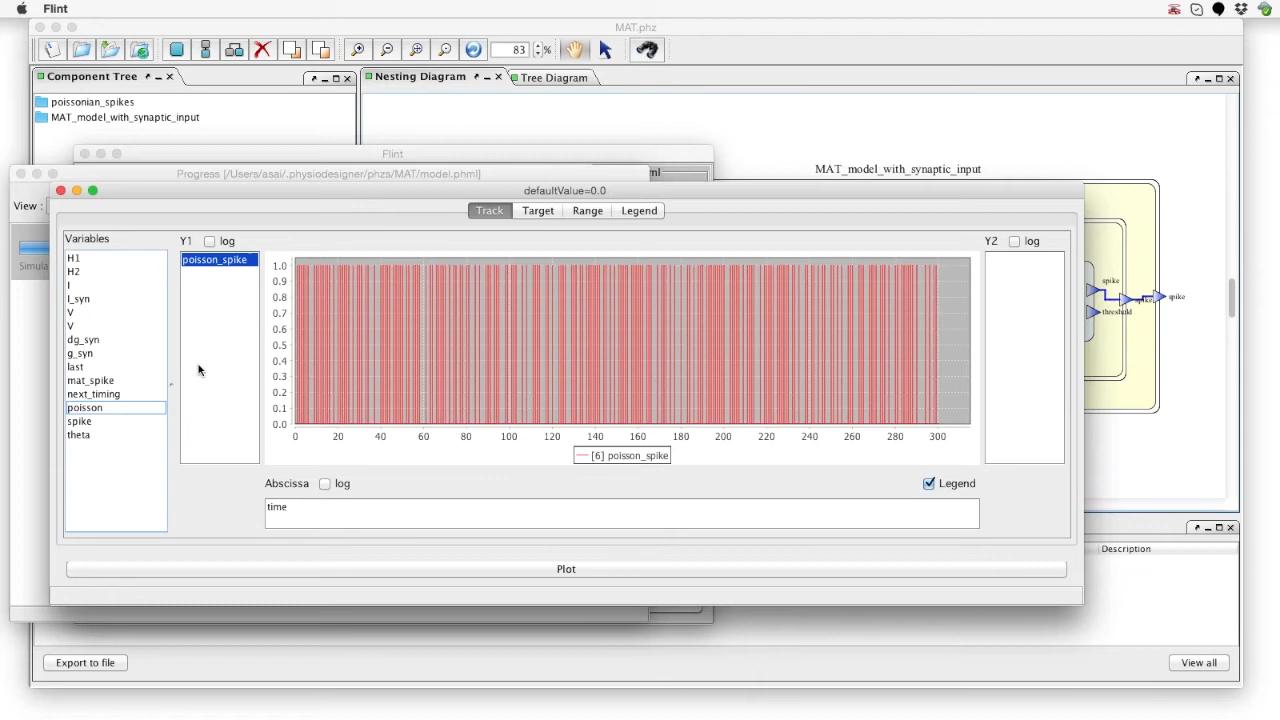 Flint
MAT.phz
83 %
Component Tree
Nesting Diagram
Tree Diagram
poissonian_spikes
MAT_model_with_synaptic_input
Flint
MAT_model_with_synaptic_input
Progress [/Users/asai/.physiodesigner/phzs/MAT/model.phml]
ml
View :
Simula
defaultValue=0.0
Track
Target
Range
Legend
Variables
Y1
log
Y2
log
H1
H2
I
I_syn
V
V
dg_syn
g_syn
last
mat_spike
next_timing
poisson
spike
theta
poisson_spike
1.0
0.9
0.8
0.7
0.6
0.5
0.4
0.3
0.2
0.1
0.0
0 20 40 60 80 100 120 140 160 180 200 220 240 260 280 300
[6] poisson_spike
Abscissa
log
Legend
time
Plot
spike
spike
spike
threshold
Description
Export to file
View all